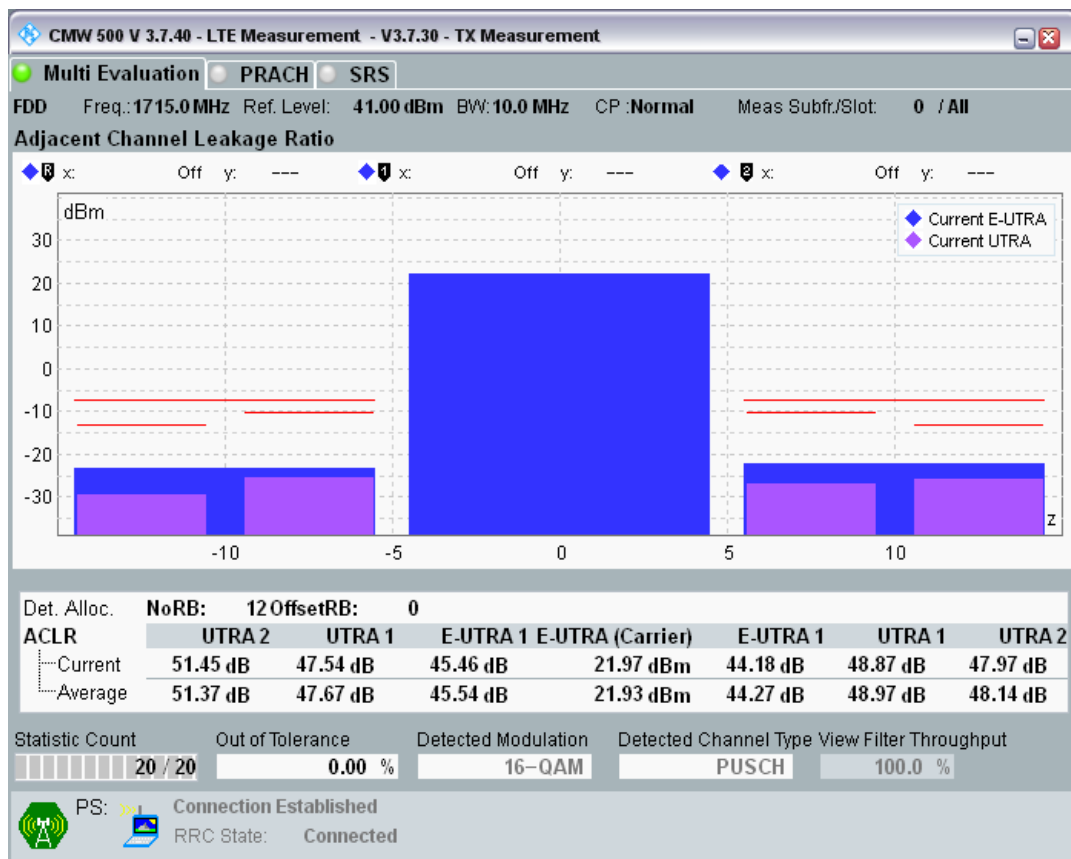 CMW 500 V 3.7.40 - LTE Measurement - V3.7.30 - TX Measurement
Multi Evaluation PRACH SRS
FDD Freq.: 1715.0 MHz Ref. Level: 41.00 dBm BW: 10.0 MHz CP :Normal Meas Subfr./Slot: 0 / All
Adjacent Channel Leakage Ratio
R x: Off y: --- 1 x: Off y: --- 2 x: Off y: ---
dBm
Current E-UTRA
Current UTRA
30
20
10
0
-10
-20
-30
z
-10 -5 0 5 10
Det. Alloc. NoRB: 12 OffsetRB: 0
ACLR UTRA 2 UTRA 1 E-UTRA 1 E-UTRA (Carrier) E-UTRA 1 UTRA 1 UTRA 2
Current 51.45 dB 47.54 dB 45.46 dB 21.97 dBm 44.18 dB 48.87 dB 47.97 dB
Average 51.37 dB 47.67 dB 45.54 dB 21.93 dBm 44.27 dB 48.97 dB 48.14 dB
Statistic Count Out of Tolerance Detected Modulation Detected Channel Type View Filter Throughput
20 / 20 0.00 % 16-QAM PUSCH 100.0 %
PS: Connection Established
RRC State: Connected